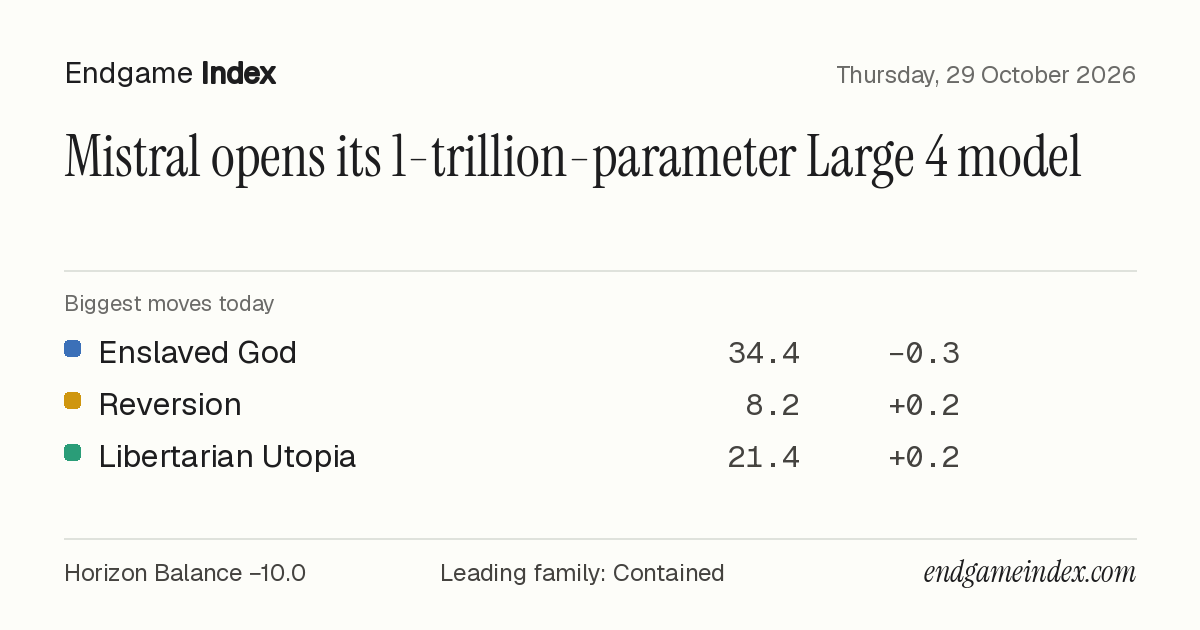 Endgame Index
Thursday, 29 October 2026
Mistral opens its 1-trillion-parameter Large 4 model
Biggest moves today
Enslaved God 34.4 −0.3
Reversion 8.2 +0.2
Libertarian Utopia 21.4 +0.2
Horizon Balance −10.0 Leading family: Contained endgameindex.com